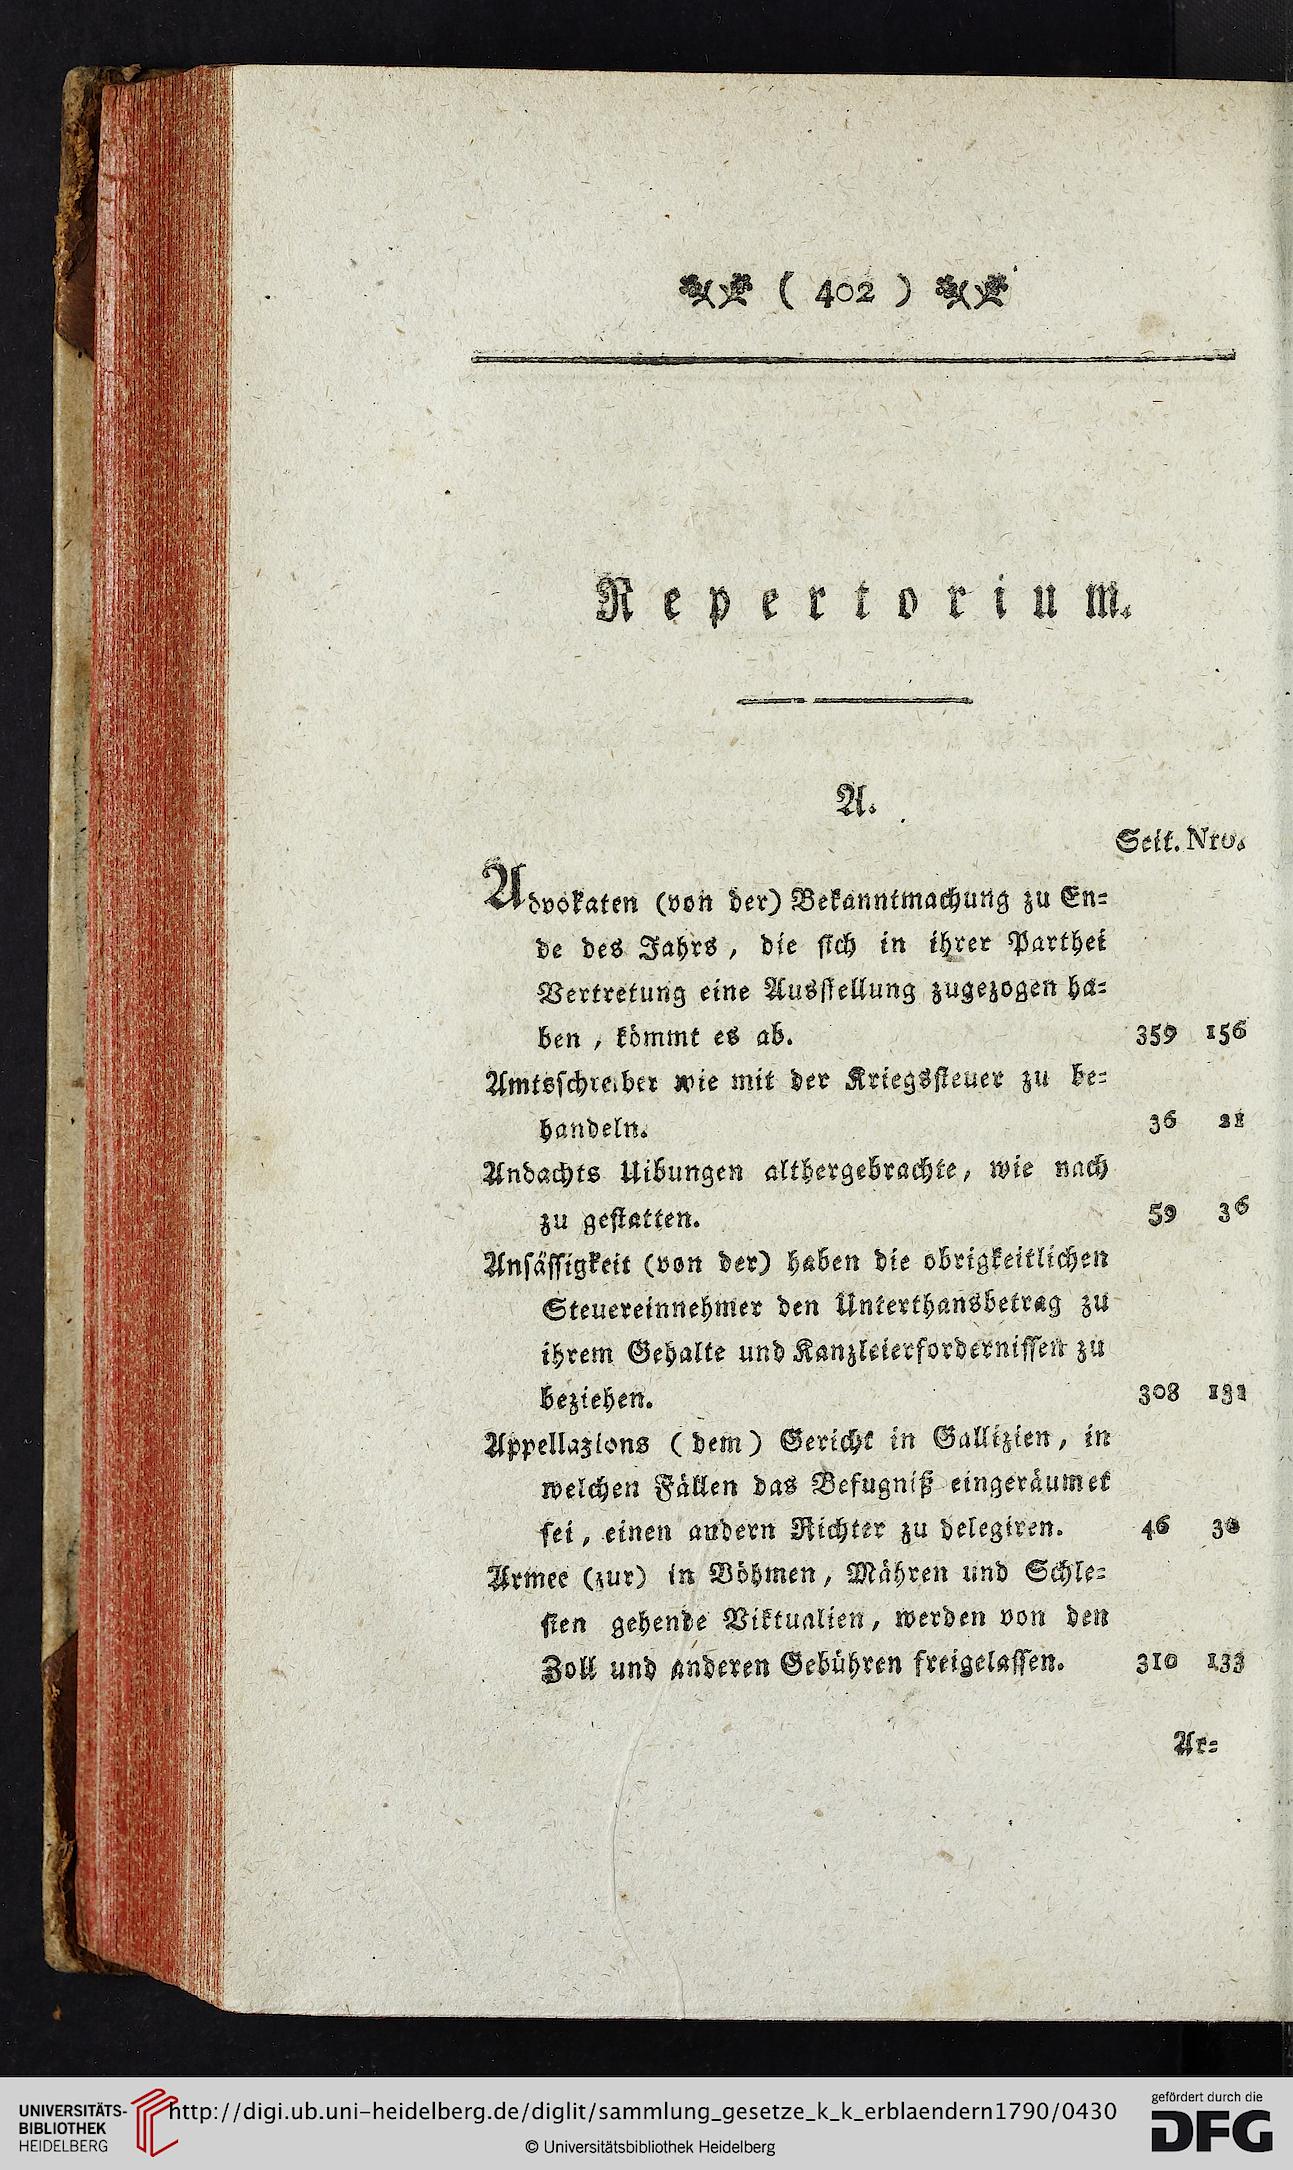 ( 402 )
Repertorium.
A.
Seit. Nro.
Advokaten (von der) Bekanntmachung zu En=
de des Jahrs, die sich in ihrer Parthei
Vertretung eine Ausstellung zugezogen ha=
ben, kömmt es ab. 359 156
Amtsschreiber wie mit der Kriegssteuer zu be=
handeln. 36 21
Andachts Uibungen althergebrachte, wie nach
zu gestatten. 59 36
Ansässigkeit (von der) haben die obrigkeitlichen
Steuereinnehmer den Unterthansbetrag zu
ihrem Gehalte und Kanzleierfordernissen zu
beziehen. 308 131
Appellazions (dem) Gericht in Gallizien, in
welchen Fällen das Befugniß eingeräumet
sei, einen andern Richter zu delegiren. 46 30
Armee (zur) in Böhmen, Mähren und Schle=
sien gehende Viktualien, werden von den
Zoll und anderen Gebühren freigelassen. 310 133
Ar=
UNIVERSITÄTS-
BIBLIOTHEK
HEIDELBERG
http://digi.ub.uni-heidelberg.de/diglit/sammlung_gesetze_k_k_erblaendern1790/0430
© Universitätsbibliothek Heidelberg
gefördert durch die
DFG